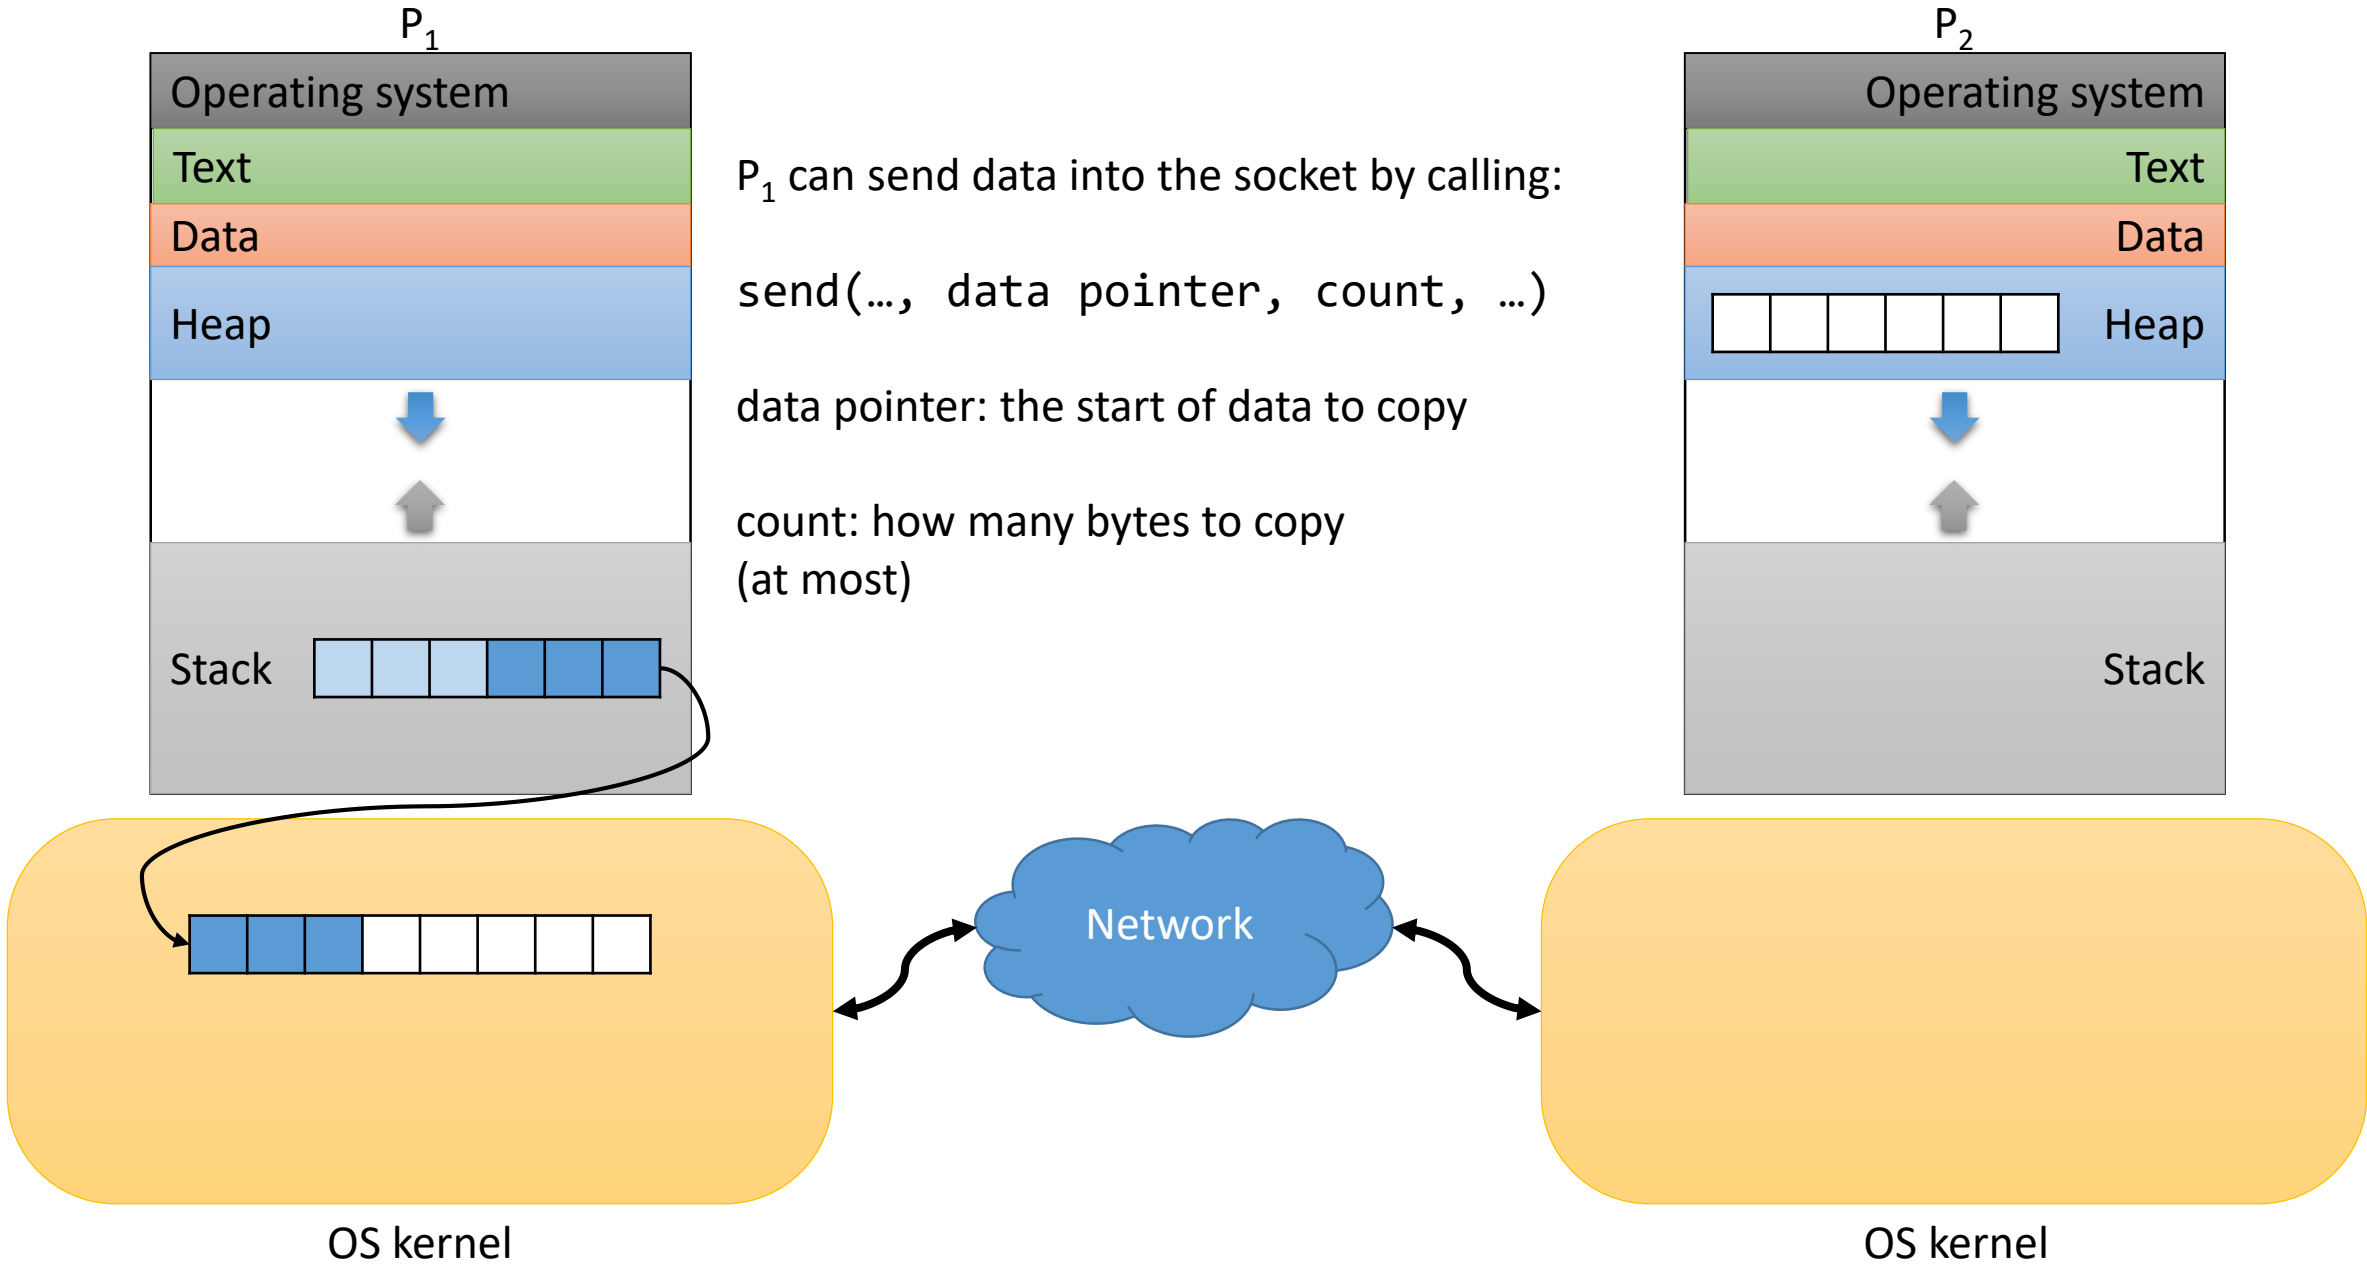 P₁
Operating system
Text
Data
Heap
Stack
P₁ can send data into the socket by calling:
send(…, data pointer, count, …)
data pointer: the start of data to copy
count: how many bytes to copy
(at most)
P₂
Operating system
Text
Data
Heap
Stack
Network
OS kernel
OS kernel